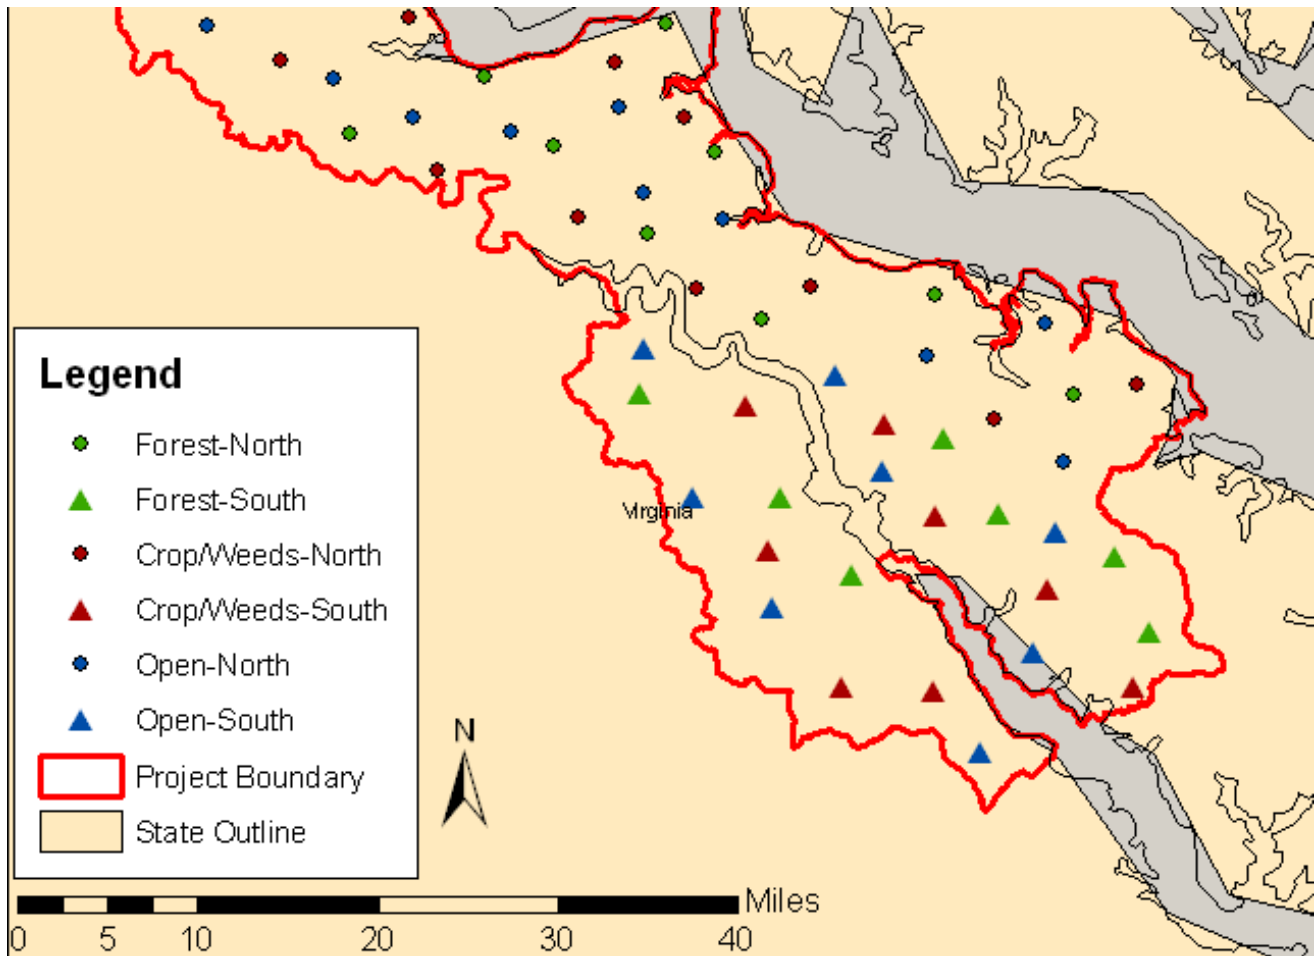 Legend
Forest-North
Forest-South
Crop/Weeds-North
Crop/Weeds-South
Open-North
Open-South
Project Boundary
State Outline
Virginia
N
Miles
0 5 10 20 30 40